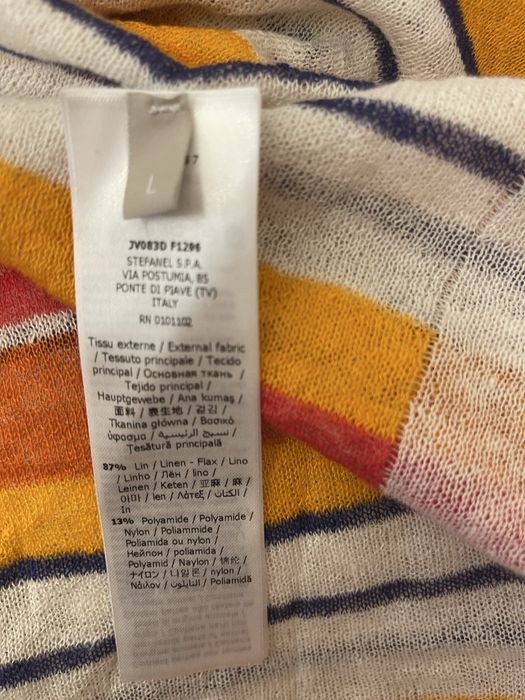 L
7
JV083D F1296
STEFANEL S.P.A.
VIA POSTUMIA, 85
PONTE DI PIAVE (TV)
ITALY
RN 0101102
Tissu externe / External fabric
/ Tessuto principale / Tecido
principal / Основная ткань /
Tejido principal /
Hauptgewebe / Ana kumaş /
面料 / 表生地 / 겉감 /
Tkanina główna / Βασικό
ύφασμα / نسيج الرئيسية /
Tesătură principală
87% Lin / Linen - Flax / Lino
/ Linho / Лён / lino /
Leinen / Keten / 亚麻 / 麻 /
아마 / len / Λάτεξ / الكتان /
In
13% Polyamide / Polyamide /
Nylon / Poliammide /
Poliamida ou nylon /
Нейлон / poliamida /
Polyamid / Naylon / 锦纶 /
ナイロン / 나일론 / nylon /
Νάιλον / النايلون / Poliamidă